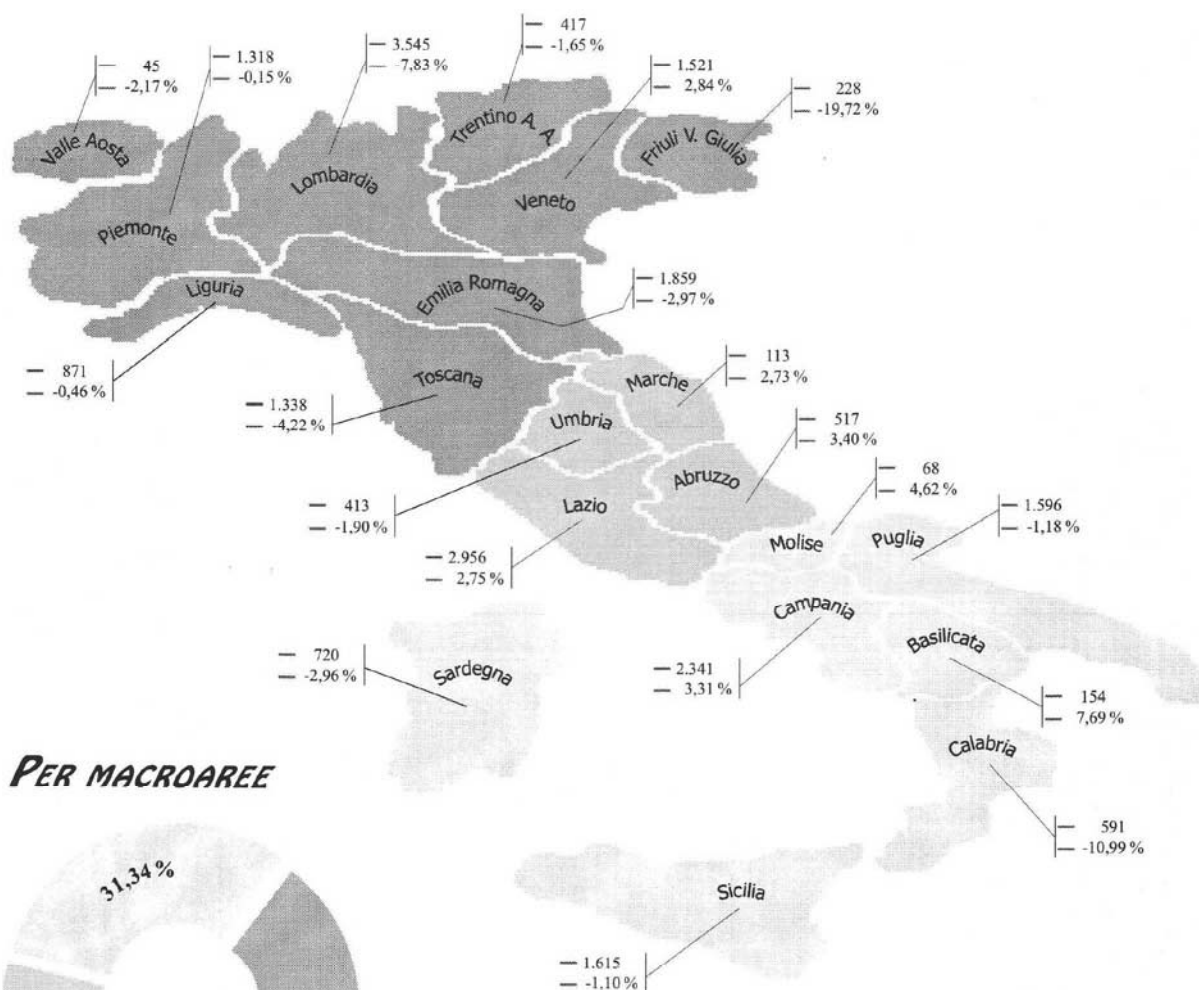 417
-1,65 %
3.545
-7,83 %
1.318
-0,15 %
45
-2,17 %
1.521
2,84 %
228
-19,72 %
Valle Aosta
Trentino A. A.
Friuli V. Giulia
Lombardia
Veneto
Piemonte
Liguria
Emilia Romagna
1.859
-2,97 %
871
-0,46 %
Toscana
Marche
113
2,73 %
1.338
-4,22 %
Umbria
517
3,40 %
Abruzzo
68
4,62 %
413
-1,90 %
Lazio
1.596
-1,18 %
Molise
Puglia
2.956
2,75 %
Campania
Basilicata
720
-2,96 %
Sardegna
2.341
3,31 %
154
7,69 %
Calabria
PER MACROAREE
591
-10,99 %
31,34 %
Sicilia
1.615
-1,10 %